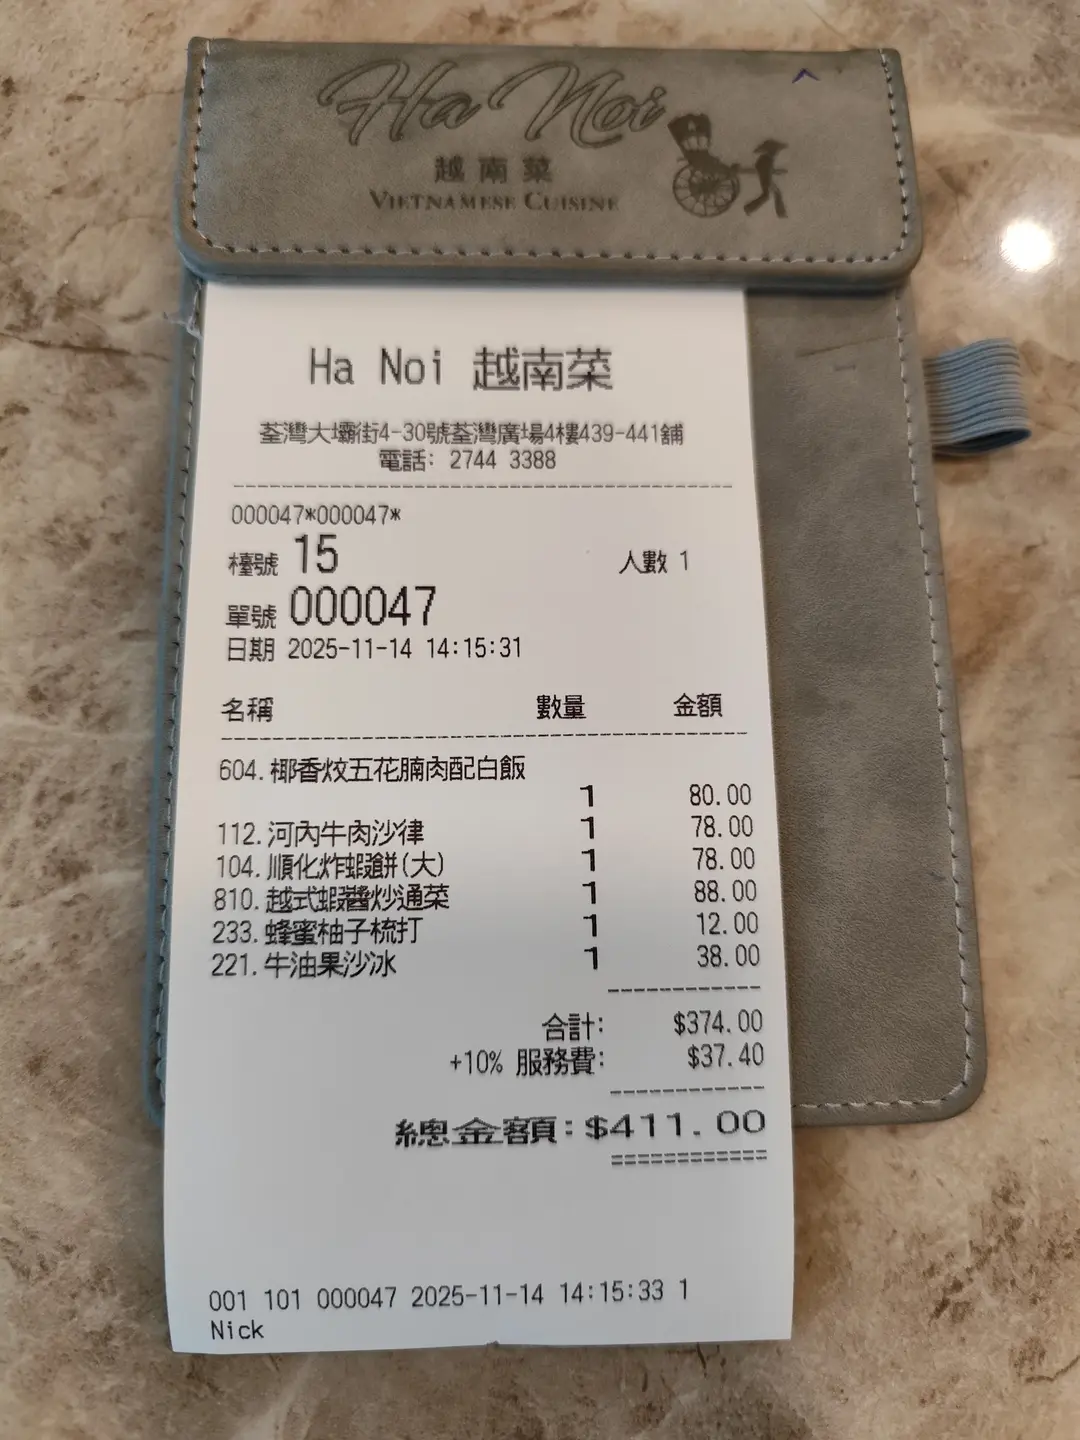 Ha Noi
越南菜
VIETNAMESE CUISINE
Ha Noi 越南菜
荃灣大壩街4-30號荃灣廣場4樓439-441舖
電話: 2744 3388
000047*000047*
檯號 15 人數 1
單號 000047
日期 2025-11-14 14:15:31
名稱 數量 金額
604.椰香炆五花腩肉配白飯
1 80.00
112.河內牛肉沙律 1 78.00
104.順化炸蝦餅(大) 1 78.00
810.越式蝦醬炒通菜 1 88.00
233.蜂蜜柚子梳打 1 12.00
221.牛油果沙冰 1 38.00
合計: $374.00
+10% 服務費: $37.40
總金額:$411.00
001 101 000047 2025-11-14 14:15:33 1
Nick